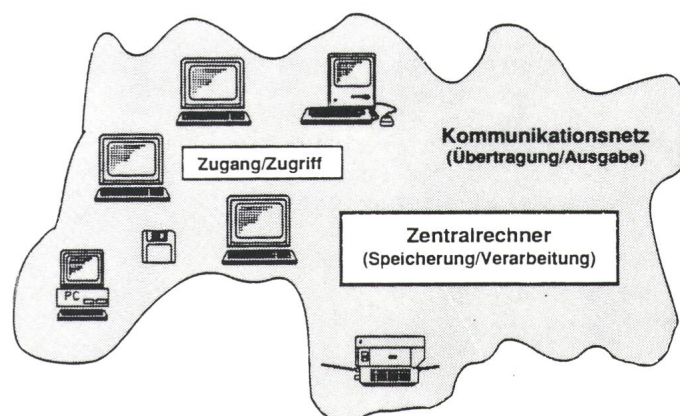 Kommunikationsnetz
(Übertragung/Ausgabe)
Zugang/Zugriff
Zentralrechner
(Speicherung/Verarbeitung)
PC